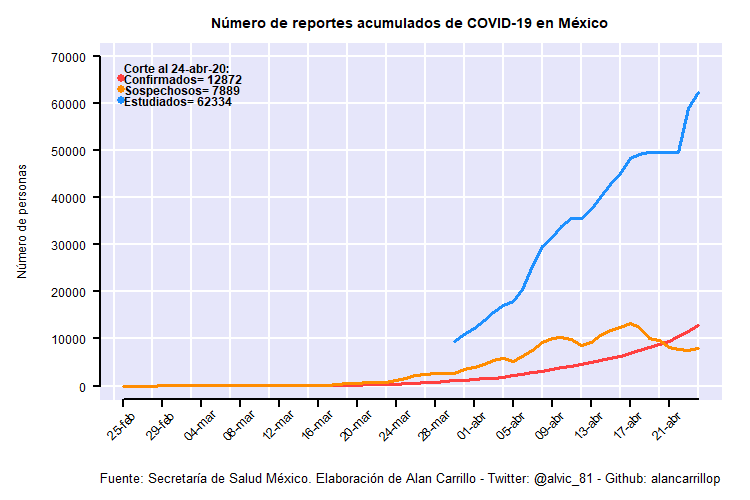 Número de reportes acumulados de COVID-19 en México
70000
60000
50000
40000
30000
20000
10000
0
Número de personas
Corte al 24-abr-20:
Confirmados= 12872
Sospechosos= 7889
Estudiados= 62334
25-feb
29-feb
04-mar
08-mar
12-mar
16-mar
20-mar
24-mar
28-mar
01-abr
05-abr
09-abr
13-abr
17-abr
21-abr
Fuente: Secretaría de Salud México. Elaboración de Alan Carrillo - Twitter: @alvic_81 - Github: alancarrillop